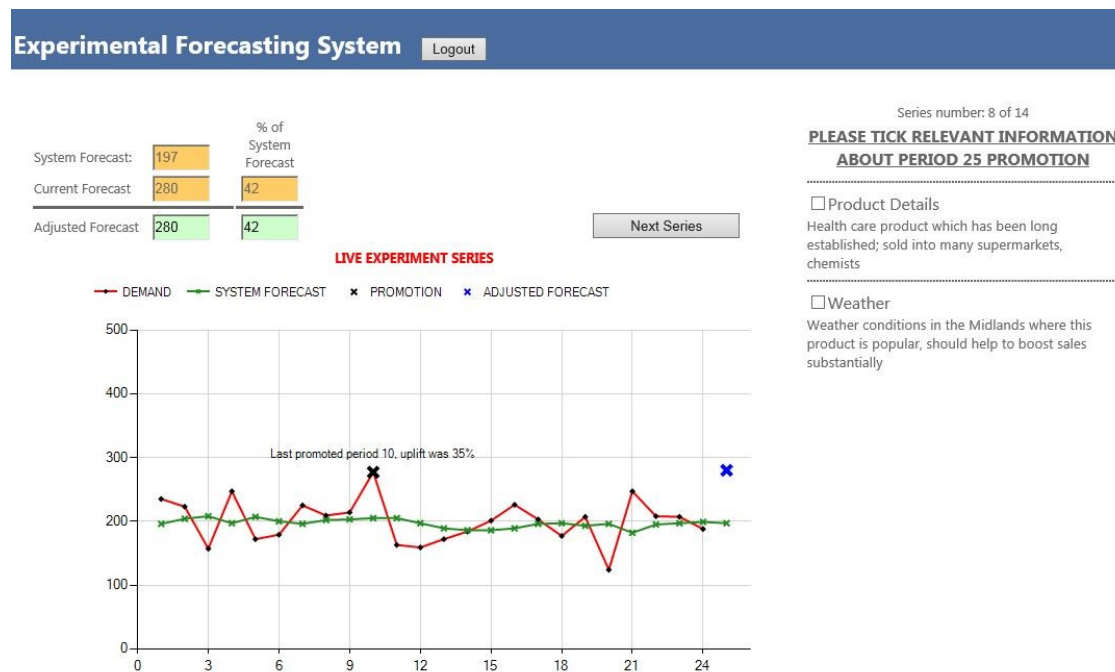 Experimental Forecasting System
Logout
% of
System
Forecast
System Forecast:
197
Current Forecast
280
42
Adjusted Forecast
280
42
Next Series
Series number: 8 of 14
PLEASE TICK RELEVANT INFORMATION
ABOUT PERIOD 25 PROMOTION
Product Details
Health care product which has been long
established; sold into many supermarkets,
chemists
Weather
Weather conditions in the Midlands where this
product is popular, should help to boost sales
substantially
LIVE EXPERIMENT SERIES
DEMAND
SYSTEM FORECAST
PROMOTION
ADJUSTED FORECAST
500
400
300
200
100
0
Last promoted period 10, uplift was 35%
0 3 6 9 12 15 18 21 24